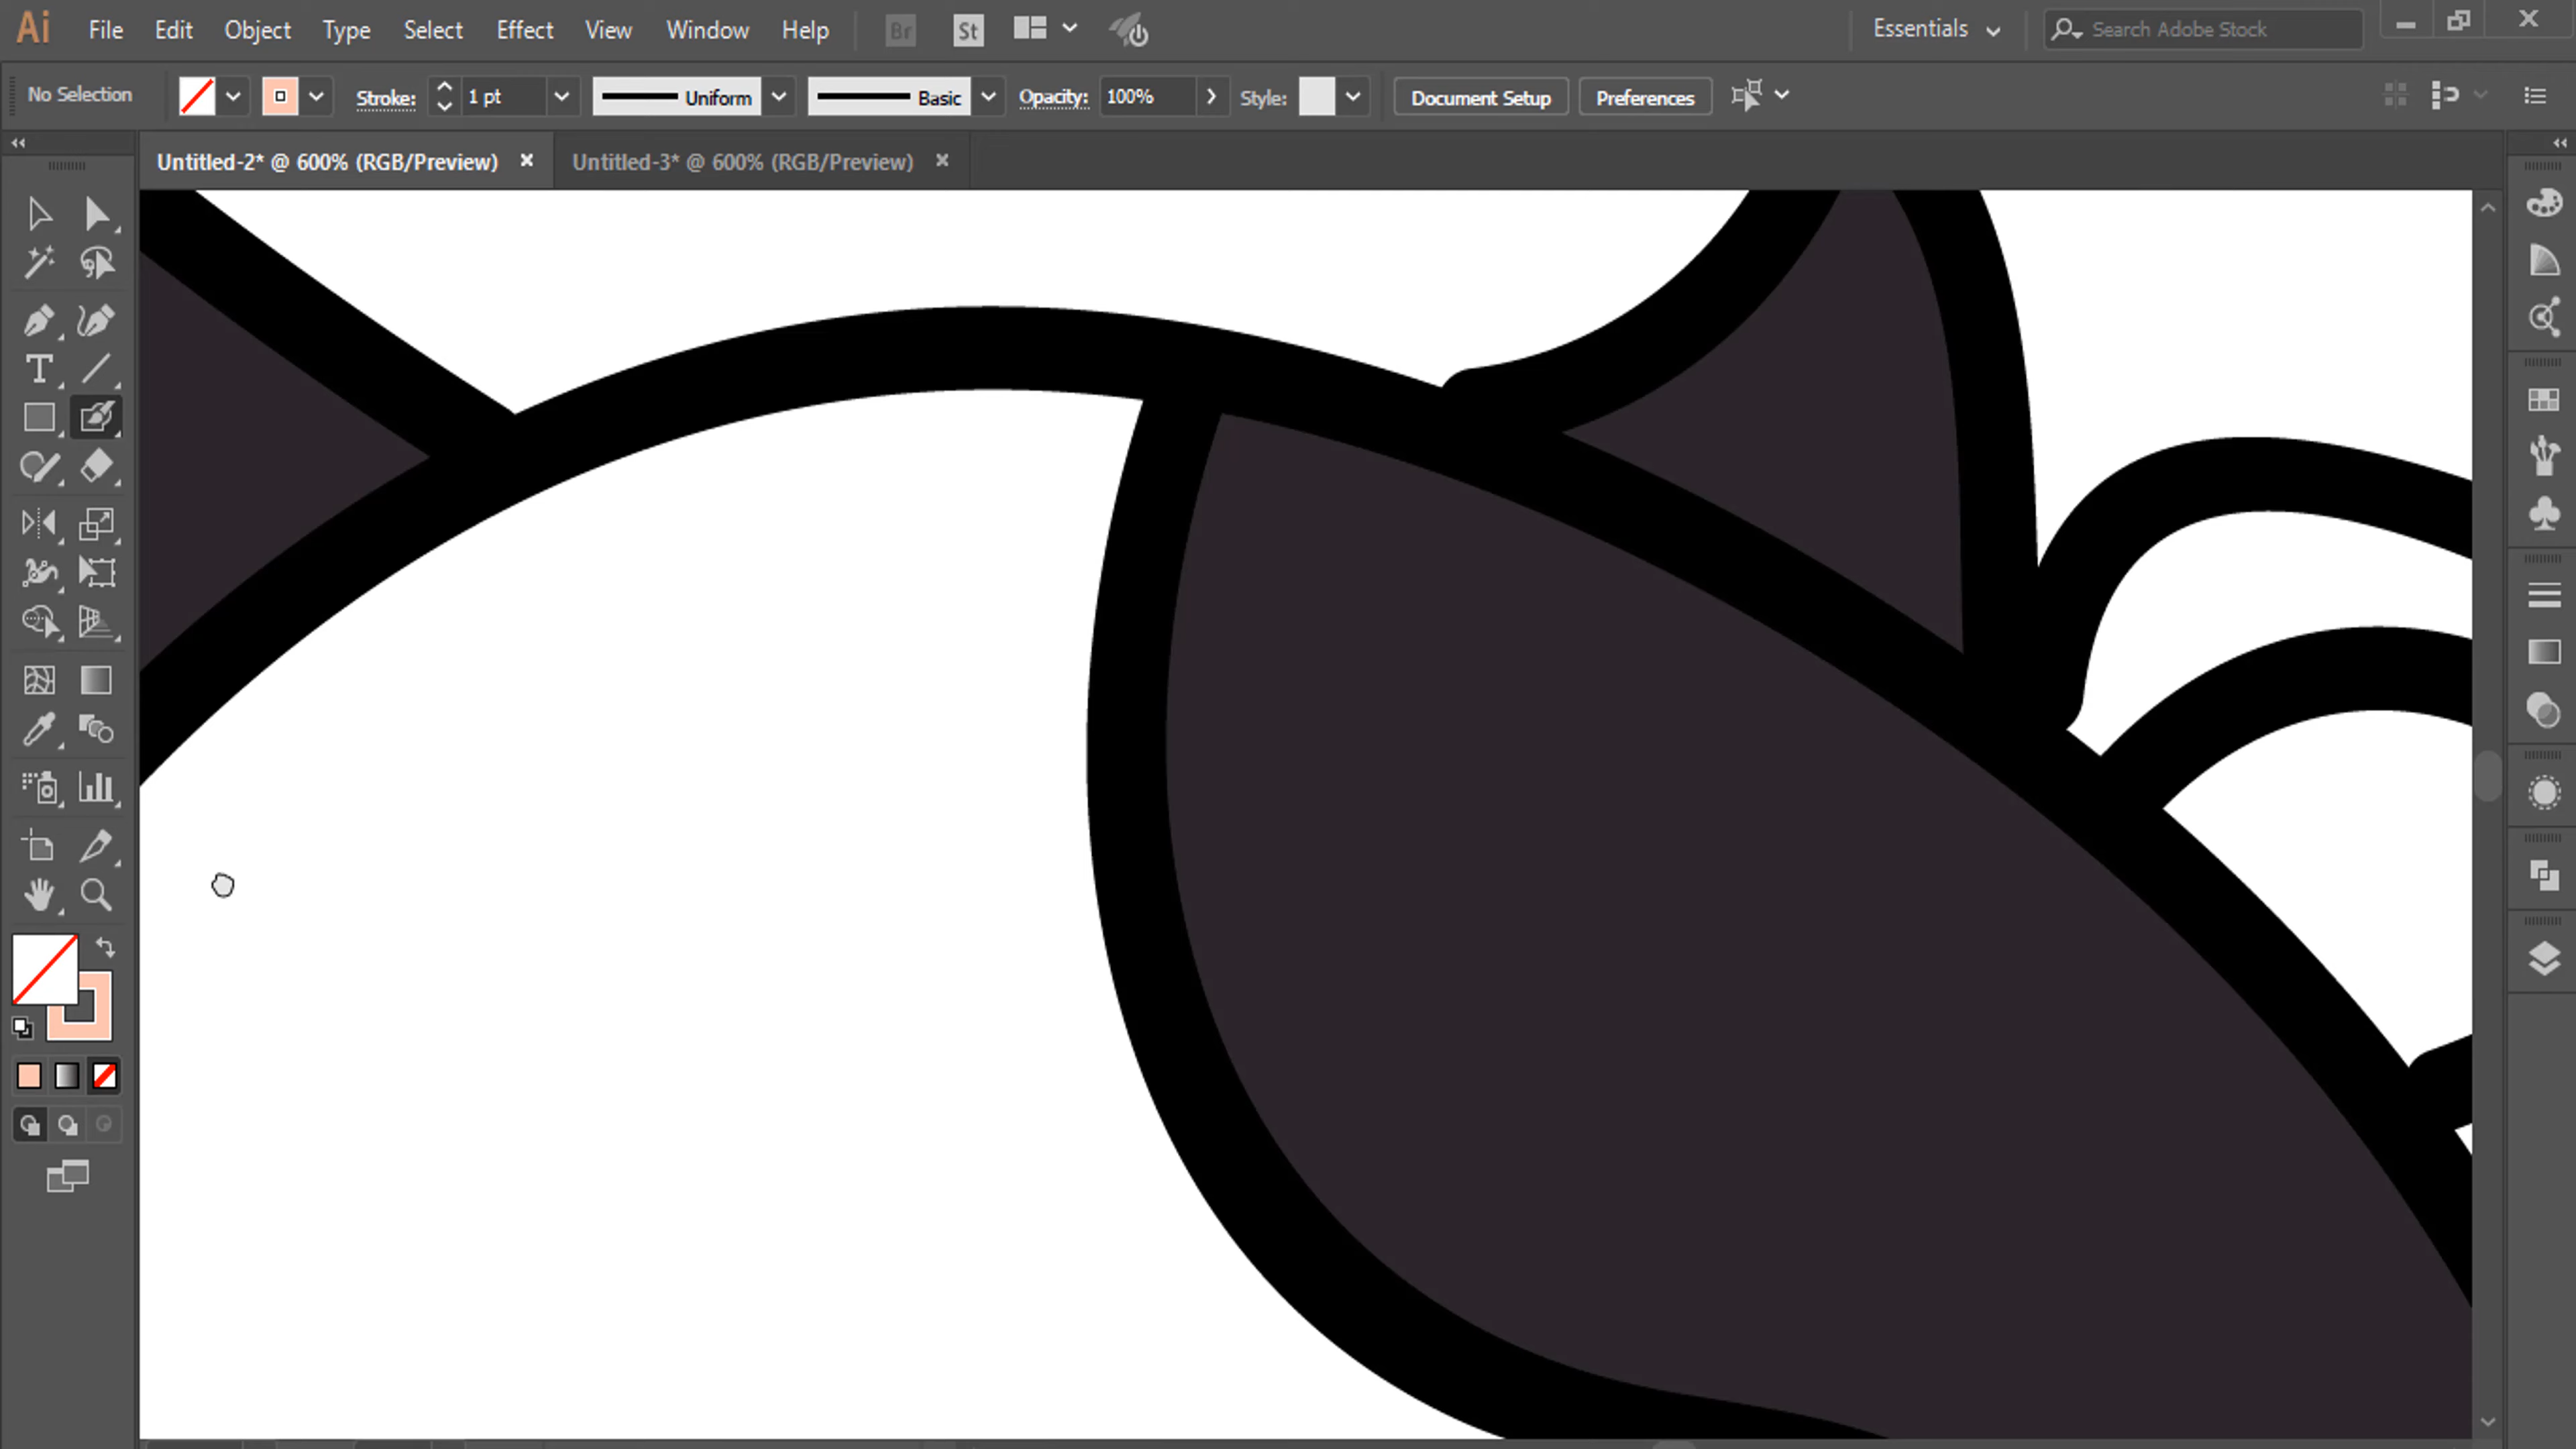 Ai File Edit Object Type Select Effect View Window Help Br St Essentials Search Adobe Stock
No Selection Stroke: 1 pt Uniform Basic Opacity: 100% Style: Document Setup Preferences
Untitled-2* @ 600% (RGB/Preview) Untitled-3* @ 600% (RGB/Preview)
T